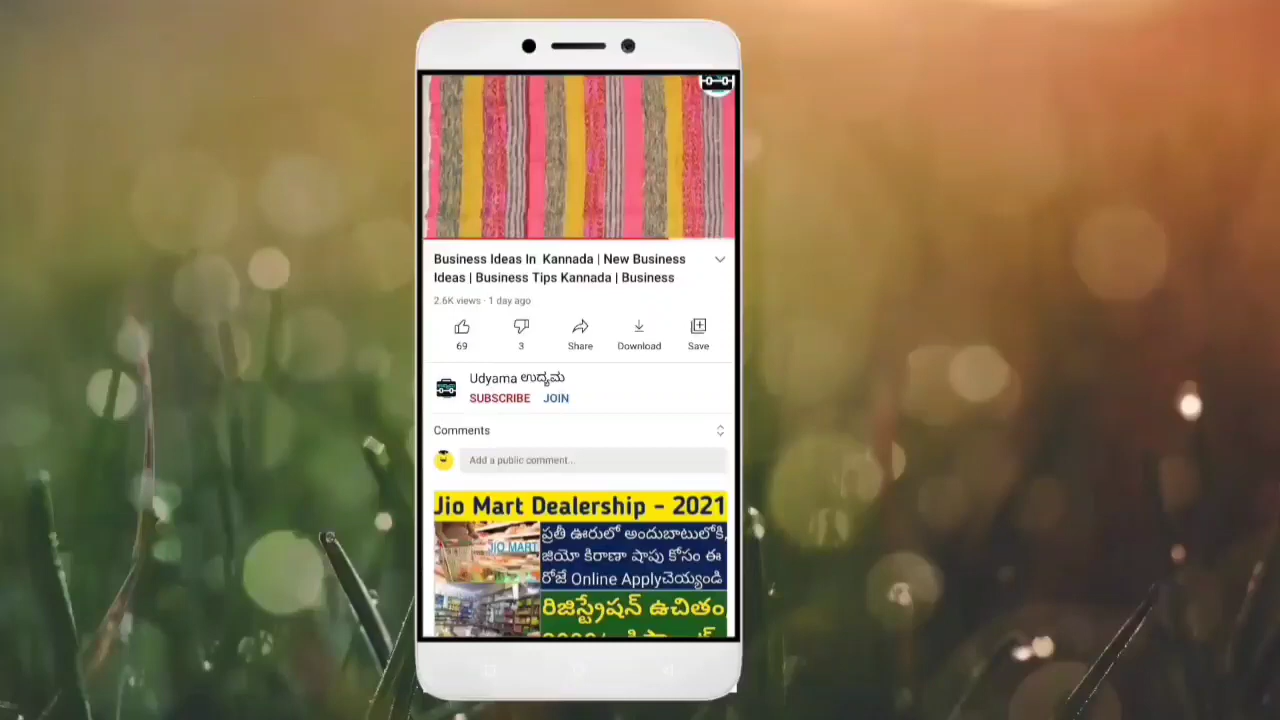 Business Ideas In Kannada | New Business
Ideas | Business Tips Kannada | Business
2.6K views · 1 day ago
69
3
Share
Download
Save
Udyama ಉದ್ಯಮ
SUBSCRIBE JOIN
Comments
Add a public comment...
Jio Mart Dealership - 2021
JIO MART
ప్రతీ ఊరులో అందుబాటులోకి,
జియో కిరాణా షాపు కోసం ఈ
రోజే Online Applyచెయ్యండి
రిజిస్ట్రేషన్ ఉచితం